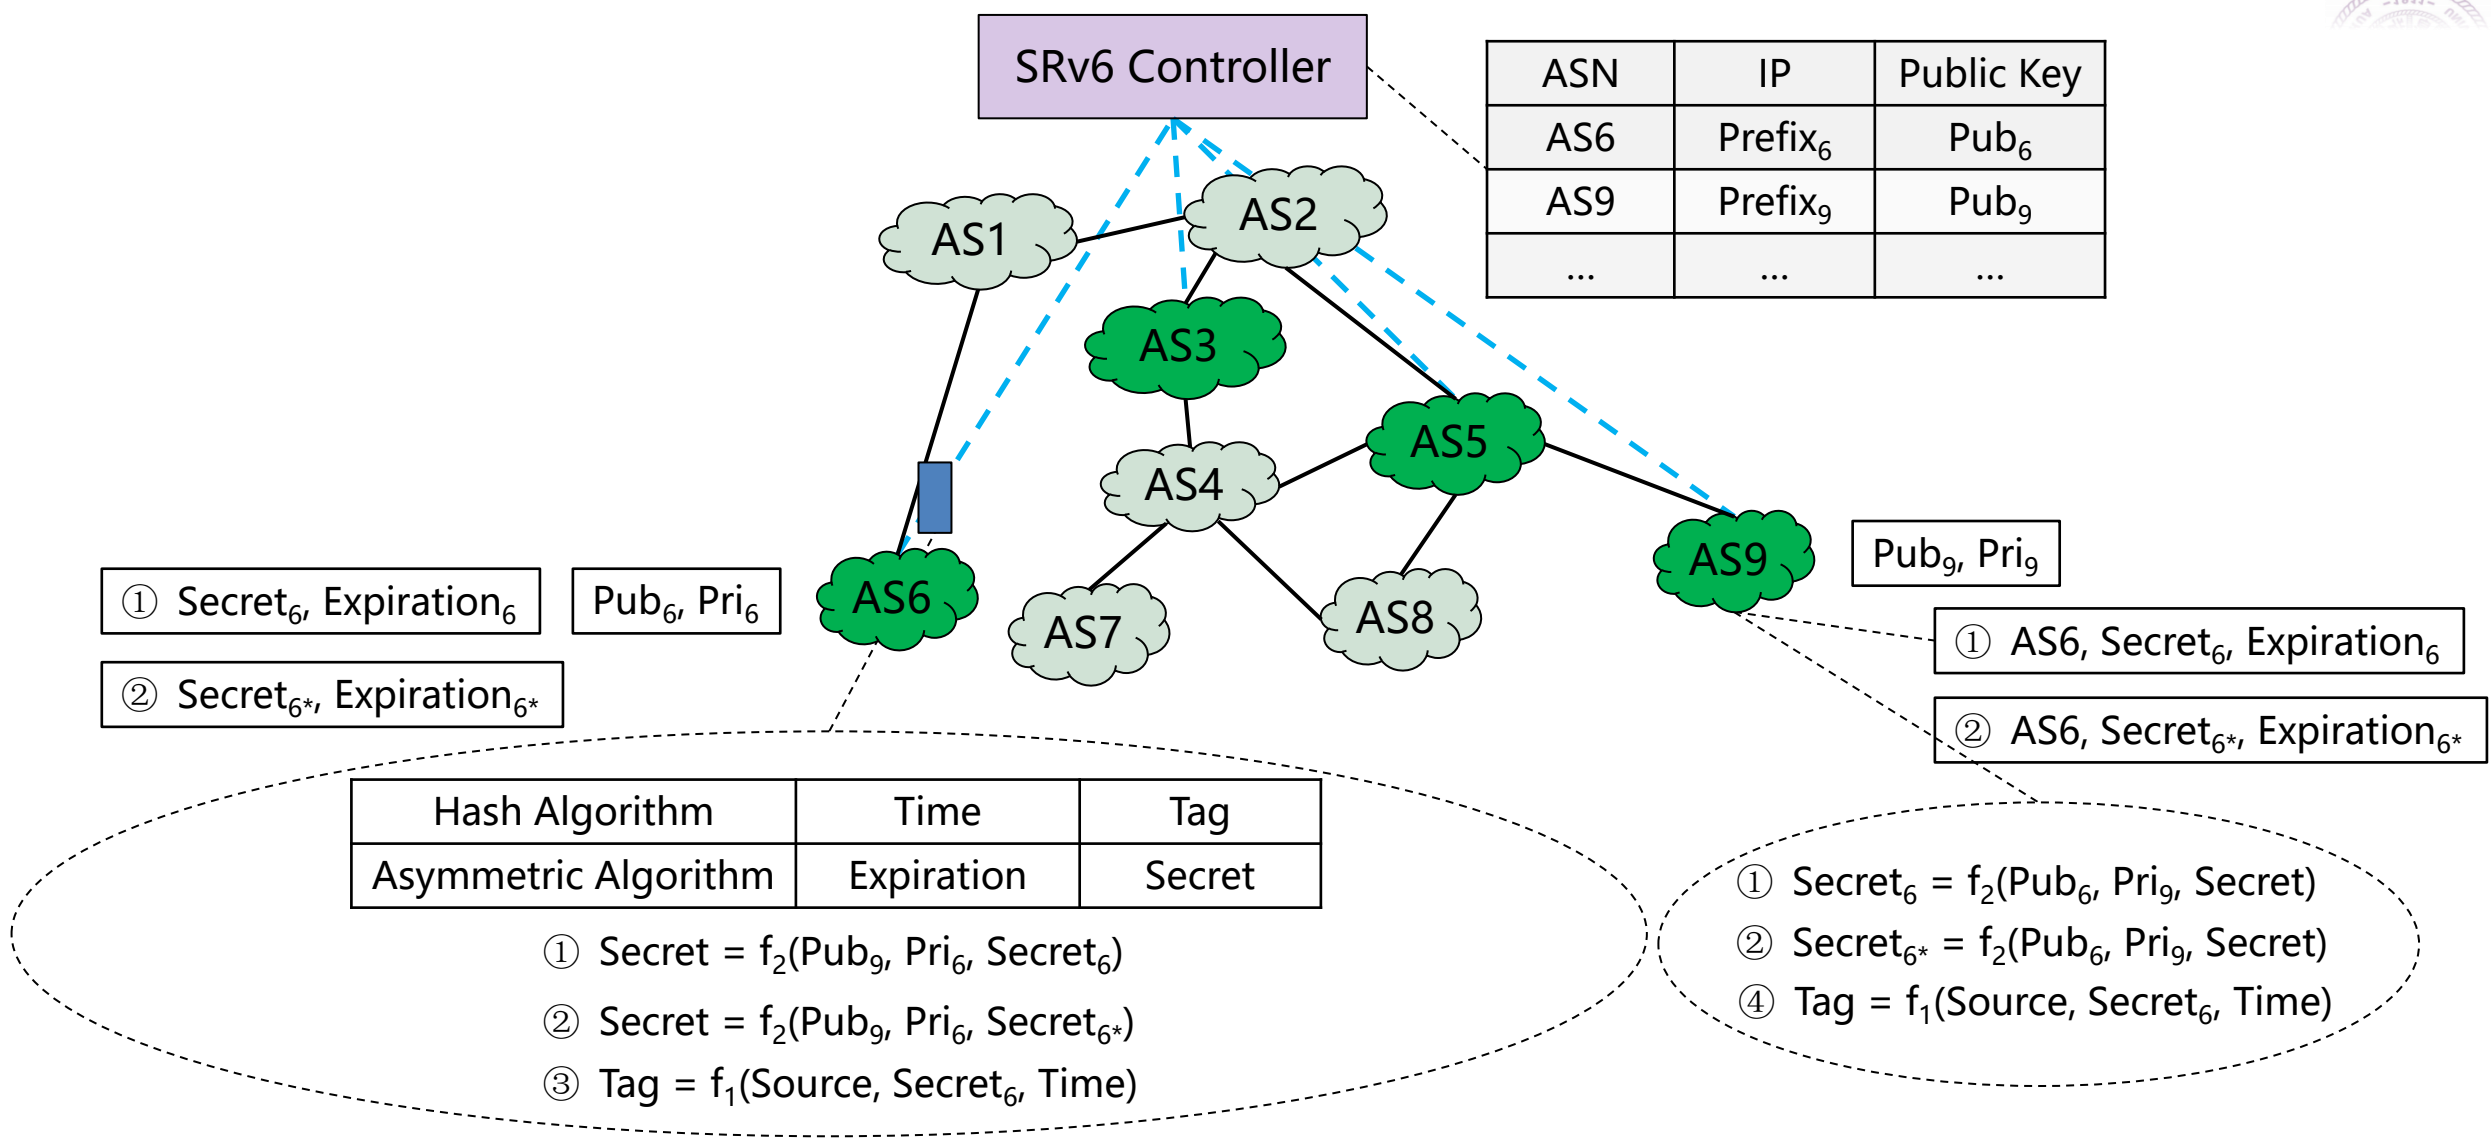 SRv6 Controller
ASN IP Public Key
AS6 Prefix₆ Pub₆
AS9 Prefix₉ Pub₉
... ... ...
AS1
AS2
AS3
AS4
AS5
AS6
AS7
AS8
AS9
① Secret₆, Expiration₆
Pub₆, Pri₆
② Secret₆*, Expiration₆*
Pub₉, Pri₉
① AS6, Secret₆, Expiration₆
② AS6, Secret₆*, Expiration₆*
Hash Algorithm Time Tag
Asymmetric Algorithm Expiration Secret
① Secret = f₂(Pub₉, Pri₆, Secret₆)
② Secret = f₂(Pub₉, Pri₆, Secret₆*)
③ Tag = f₁(Source, Secret₆, Time)
① Secret₆ = f₂(Pub₆, Pri₉, Secret)
② Secret₆* = f₂(Pub₆, Pri₉, Secret)
④ Tag = f₁(Source, Secret₆, Time)